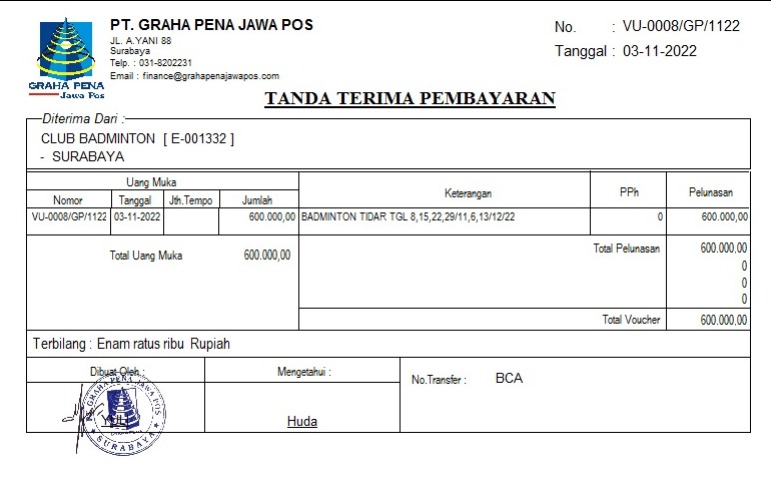 PT. GRAHA PENA JAWA POS
JL. A.YANI 88
Surabaya
Telp. : 031-8202231
Email : finance@grahapenajawapos.com
GRAHA PENA
Jawa Pos
No. : VU-0008/GP/1122
Tanggal : 03-11-2022
TANDA TERIMA PEMBAYARAN
Diterima Dari :
CLUB BADMINTON [ E-001332 ]
- SURABAYA
Uang Muka Keterangan PPh Pelunasan
Nomor Tanggal Jth.Tempo Jumlah
VU-0008/GP/1122 03-11-2022 600.000,00 BADMINTON TIDAR TGL 8,15,22,29/11,6,13/12/22 0 600.000,00
Total Uang Muka 600.000,00 Total Pelunasan 600.000,00
0
0
0
Total Voucher 600.000,00
Terbilang : Enam ratus ribu Rupiah
Dibuat Oleh : Mengetahui : No.Transfer : BCA
PT. GRAHA PENA JAWA POS
YULI Huda
SURABAYA